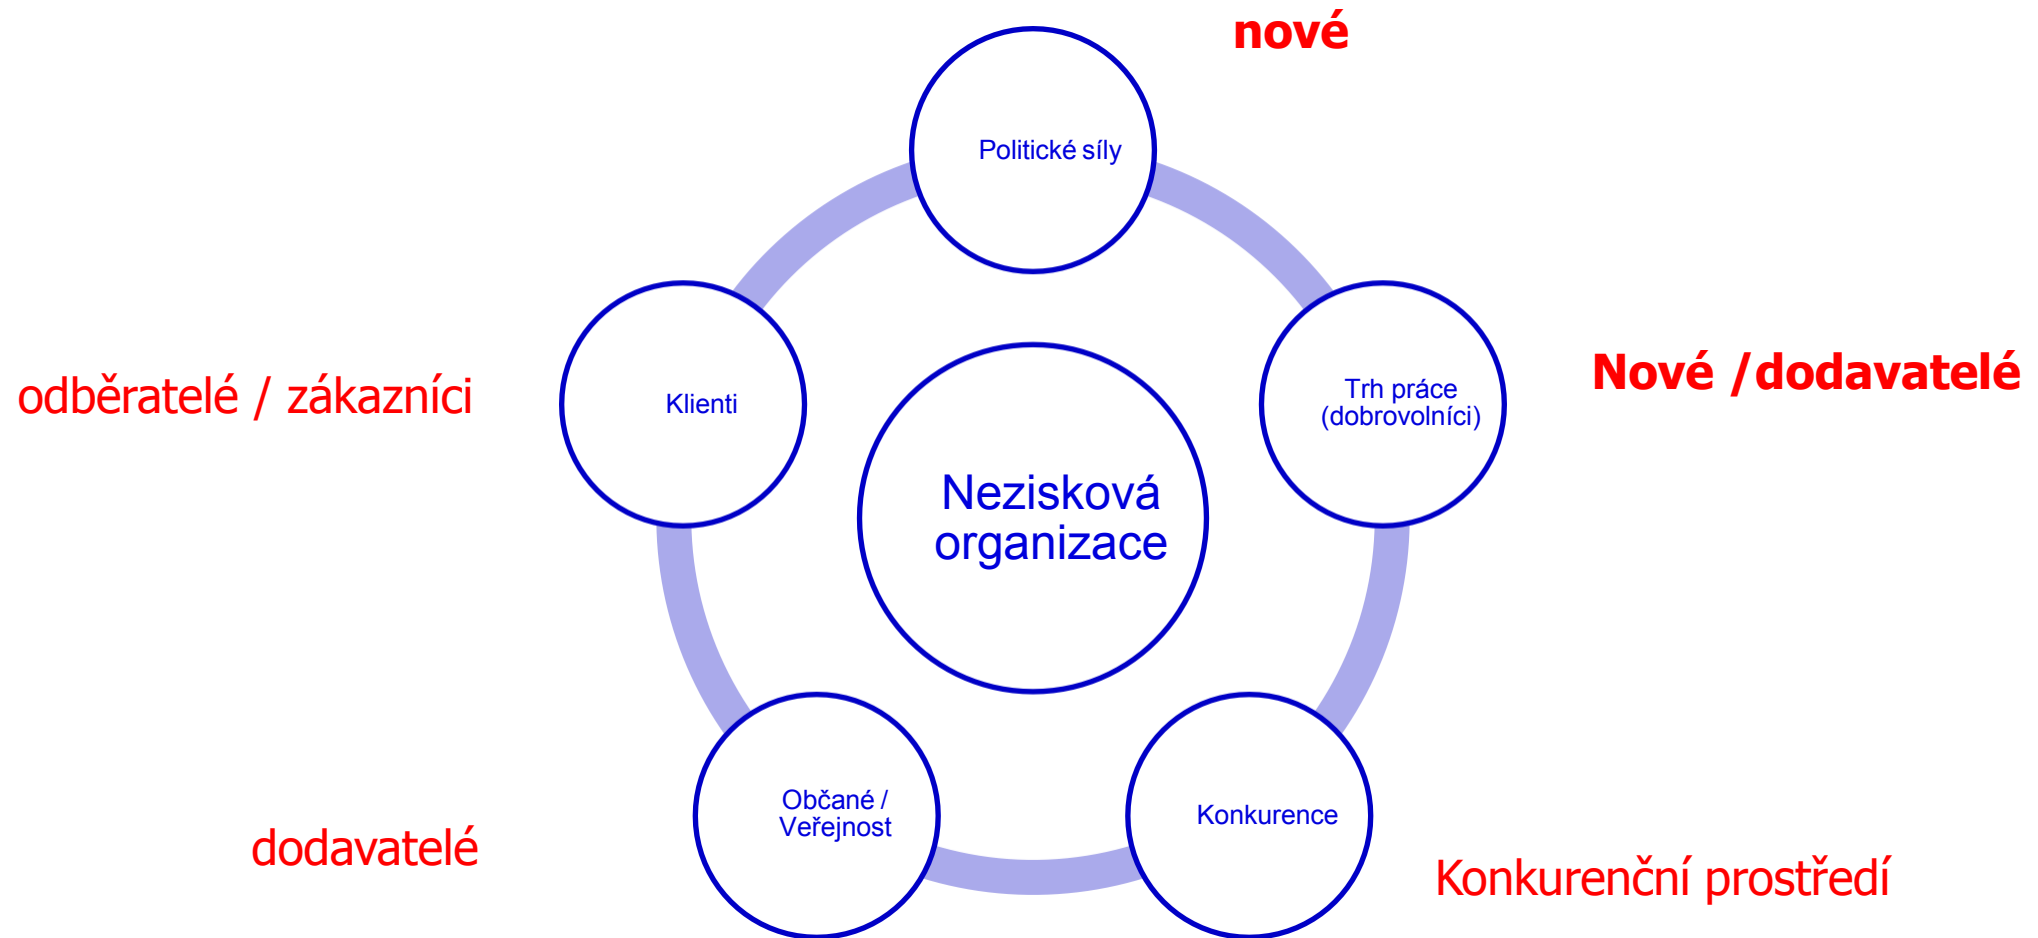 nové
Politické síly
odběratelé / zákazníci
Klienti
Trh práce
(dobrovolníci)
Nové /dodavatelé
Nezisková
organizace
dodavatelé
Občané /
Veřejnost
Konkurence
Konkurenční prostředí